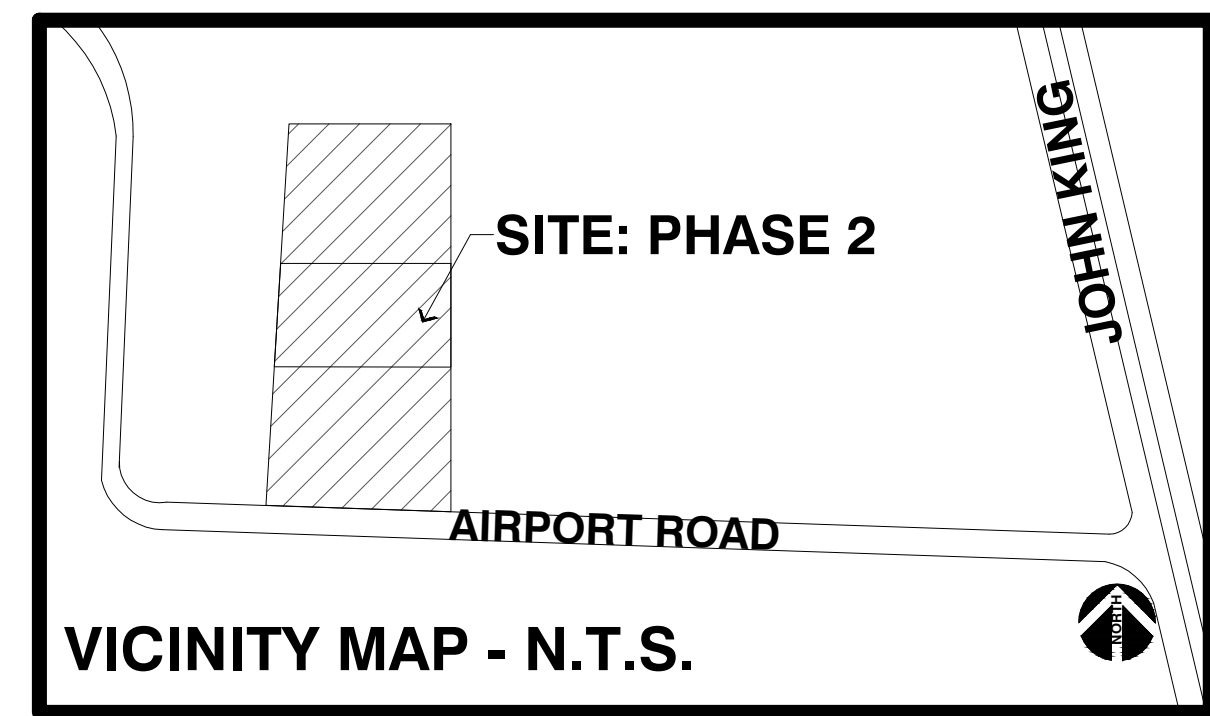 JOHN KING
SITE: PHASE 2
AIRPORT ROAD
NORTH
VICINITY MAP - N.T.S.